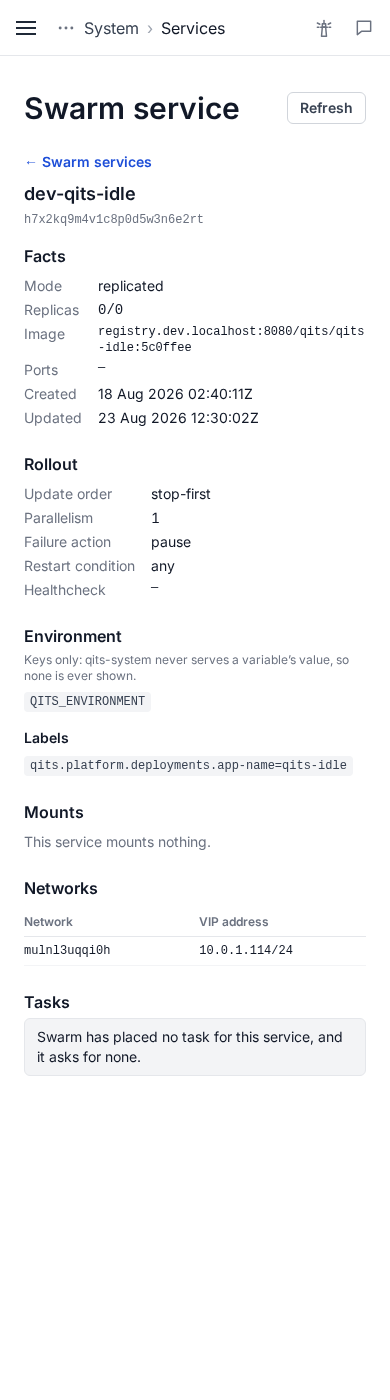 System › Services
Swarm service
Refresh
← Swarm services
dev-qits-idle
h7x2kq9m4v1c8p0d5w3n6e2rt
Facts
Mode replicated
Replicas 0/0
Image registry.dev.localhost:8080/qits/qits
-idle:5c0ffee
Ports –
Created 18 Aug 2026 02:40:11Z
Updated 23 Aug 2026 12:30:02Z
Rollout
Update order stop-first
Parallelism 1
Failure action pause
Restart condition any
Healthcheck –
Environment
Keys only: qits-system never serves a variable’s value, so
none is ever shown.
QITS_ENVIRONMENT
Labels
qits.platform.deployments.app-name=qits-idle
Mounts
This service mounts nothing.
Networks
Network VIP address
mulnl3uqqi0h 10.0.1.114/24
Tasks
Swarm has placed no task for this service, and
it asks for none.